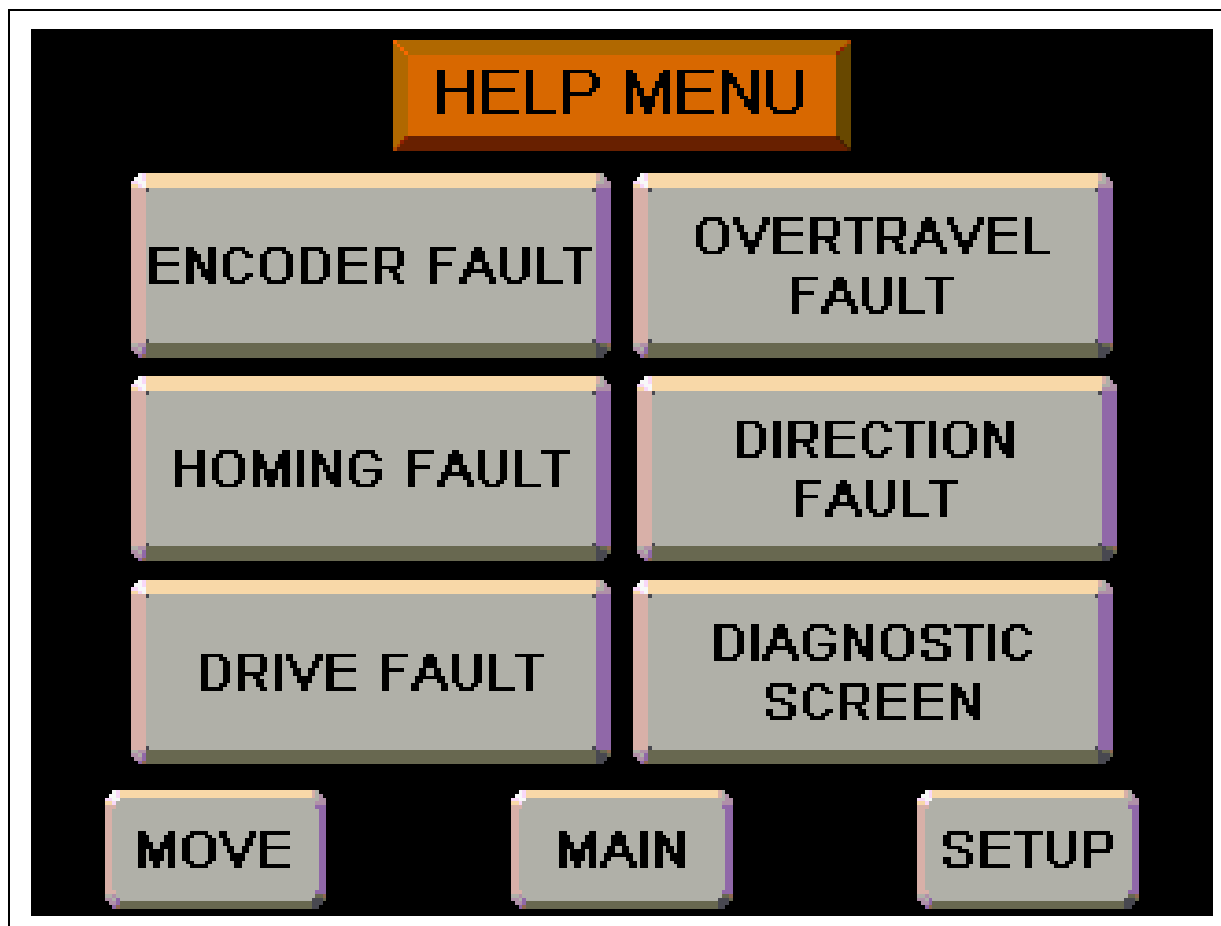 HELP MENU
ENCODER FAULT
OVERTRAVEL
FAULT
HOMING FAULT
DIRECTION
FAULT
DRIVE FAULT
DIAGNOSTIC
SCREEN
MOVE
MAIN
SETUP